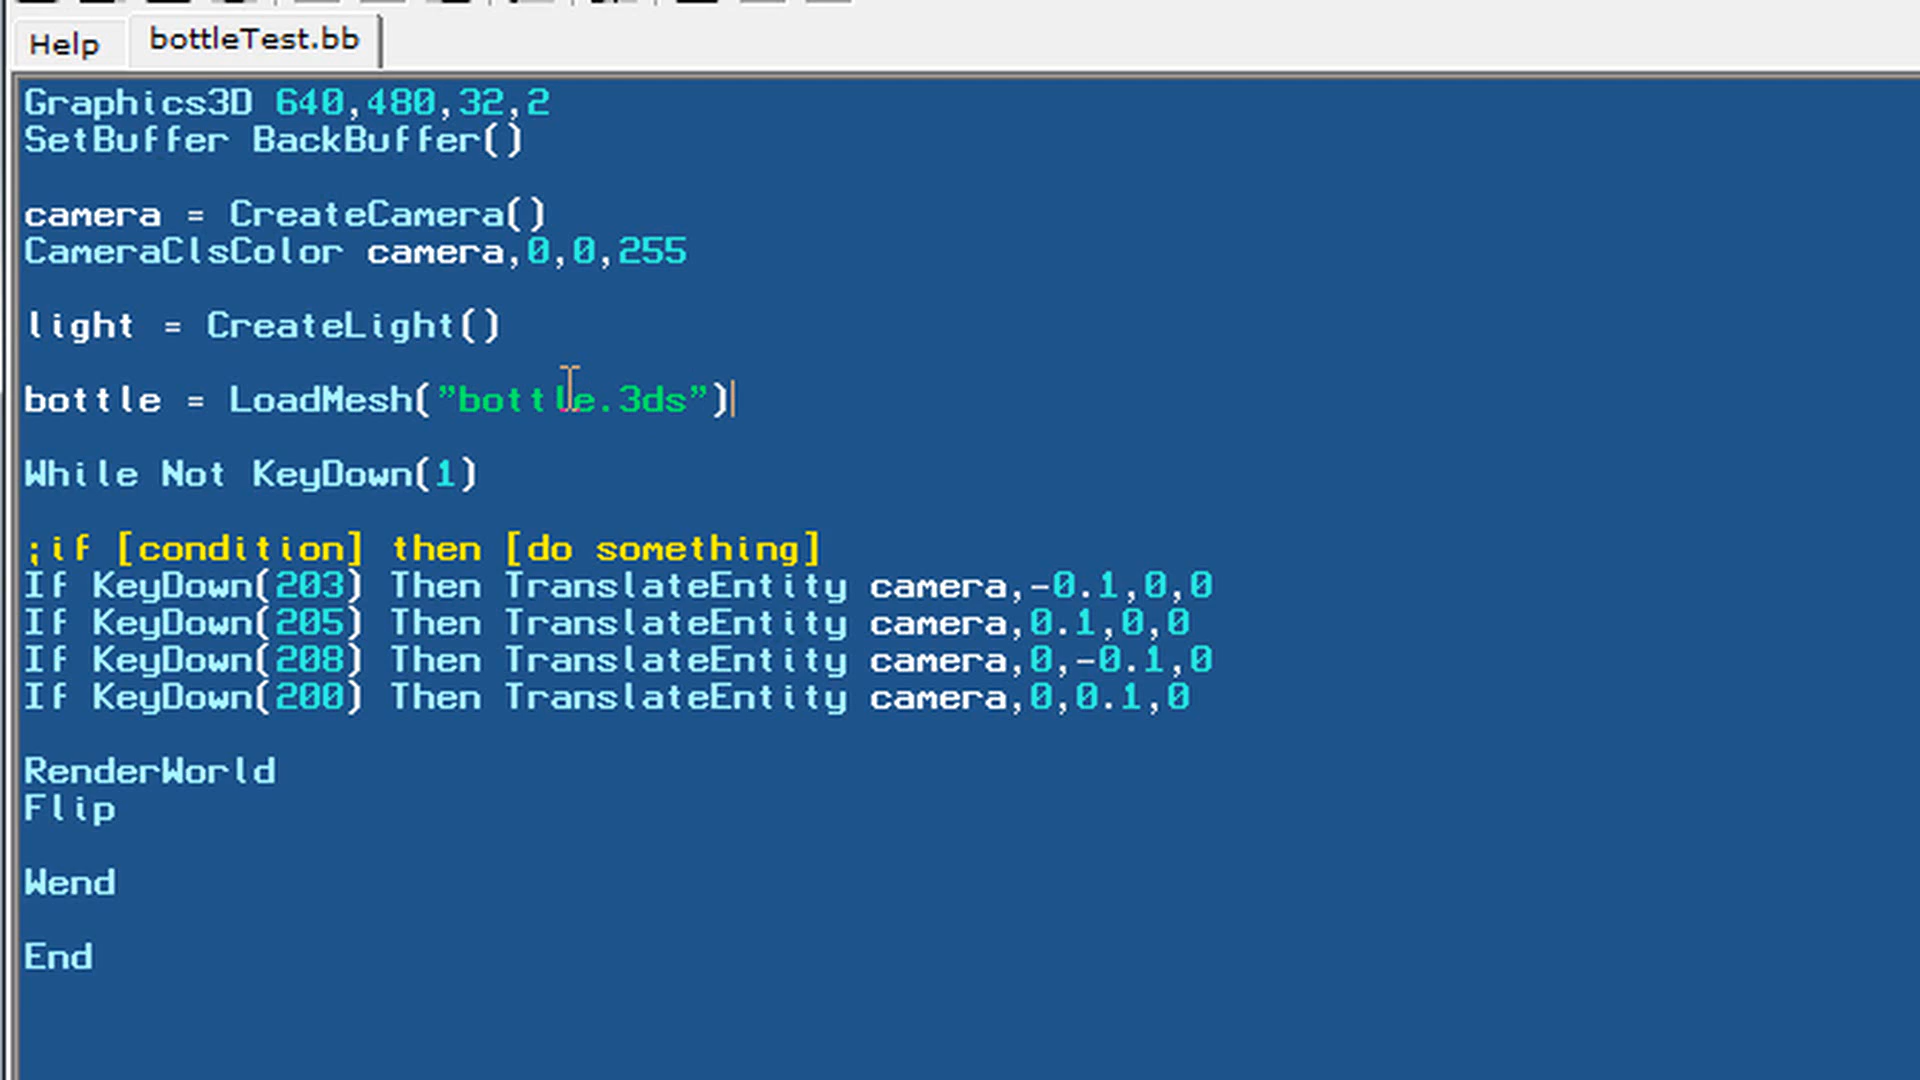 Help bottleTest.bb
Graphics3D 640,480,32,2
SetBuffer BackBuffer()
camera = CreateCamera()
CameraClsColor camera,0,0,255
light = CreateLight()
bottle = LoadMesh("bottle.3ds")
While Not KeyDown(1)
;if [condition] then [do something]
If KeyDown(203) Then TranslateEntity camera,-0.1,0,0
If KeyDown(205) Then TranslateEntity camera,0.1,0,0
If KeyDown(208) Then TranslateEntity camera,0,-0.1,0
If KeyDown(200) Then TranslateEntity camera,0,0.1,0
RenderWorld
Flip
Wend
End